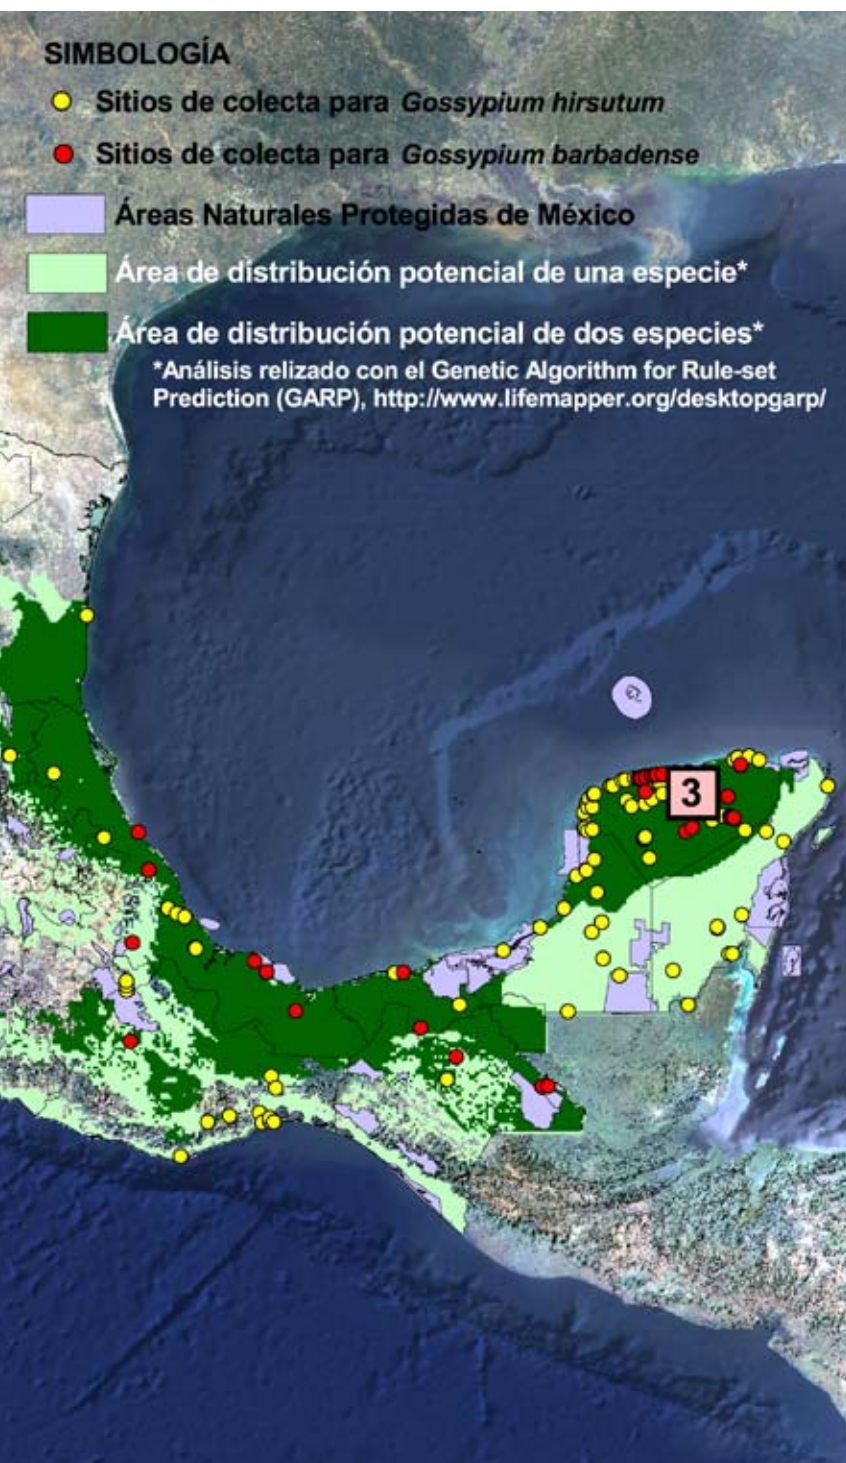 SIMBOLOGÍA
Sitios de colecta para Gossypium hirsutum
Sitios de colecta para Gossypium barbadense
Áreas Naturales Protegidas de México
Área de distribución potencial de una especie*
Área de distribución potencial de dos especies*
*Análisis relizado con el Genetic Algorithm for Rule-set
Prediction (GARP), http://www.lifemapper.org/desktopgarp/
3